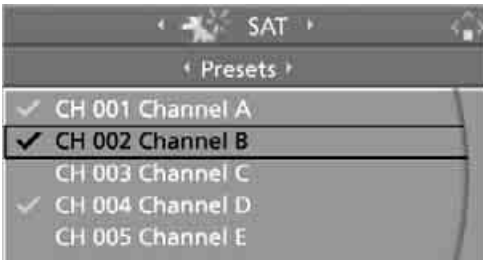 SAT
Presets
CH 001 Channel A
CH 002 Channel B
CH 003 Channel C
CH 004 Channel D
CH 005 Channel E